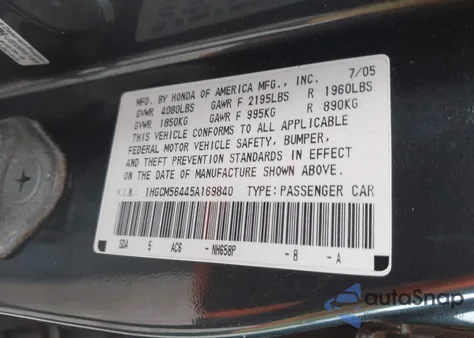 MFD. BY HONDA OF AMERICA MFG., INC. 7/05
GVWR 4080LBS GAWR F 2195LBS R 1960LBS
GVWR 1850KG GAWR F 995KG R 890KG
THIS VEHICLE CONFORMS TO ALL APPLICABLE
FEDERAL MOTOR VEHICLE SAFETY, BUMPER,
AND THEFT PREVENTION STANDARDS IN EFFECT
ON THE DATE OF MANUFACTURE SHOWN ABOVE.
V.I.N.: 1HGCM56445A169840 TYPE:PASSENGER CAR
SDA 5 AC6 -NH658P -B -A
autoSnap